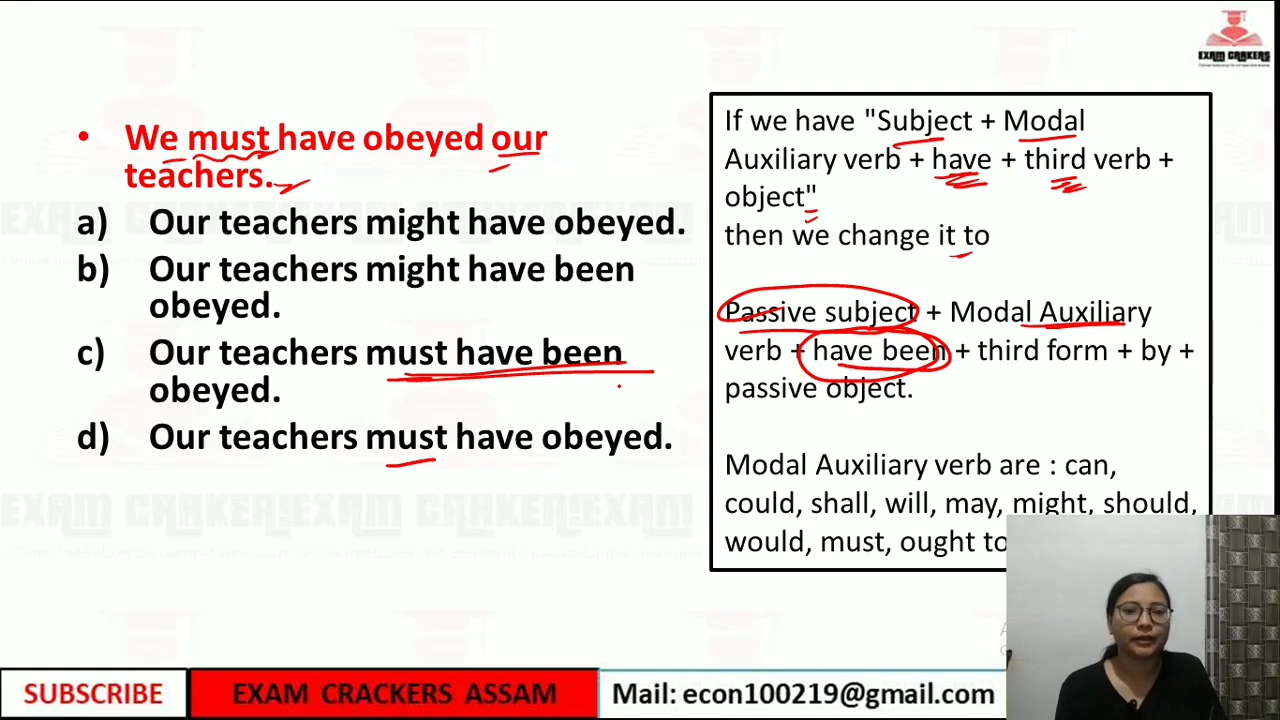 EXAM CRAKERS
• We must have obeyed our
teachers.
a) Our teachers might have obeyed.
b) Our teachers might have been
obeyed.
c) Our teachers must have been
obeyed.
d) Our teachers must have obeyed.
If we have "Subject + Modal
Auxiliary verb + have + third verb +
object"
then we change it to
Passive subject + Modal Auxiliary
verb + have been + third form + by +
passive object.
Modal Auxiliary verb are : can,
could, shall, will, may, might, should,
would, must, ought to
SUBSCRIBE
EXAM CRACKERS ASSAM
Mail: econ100219@gmail.com